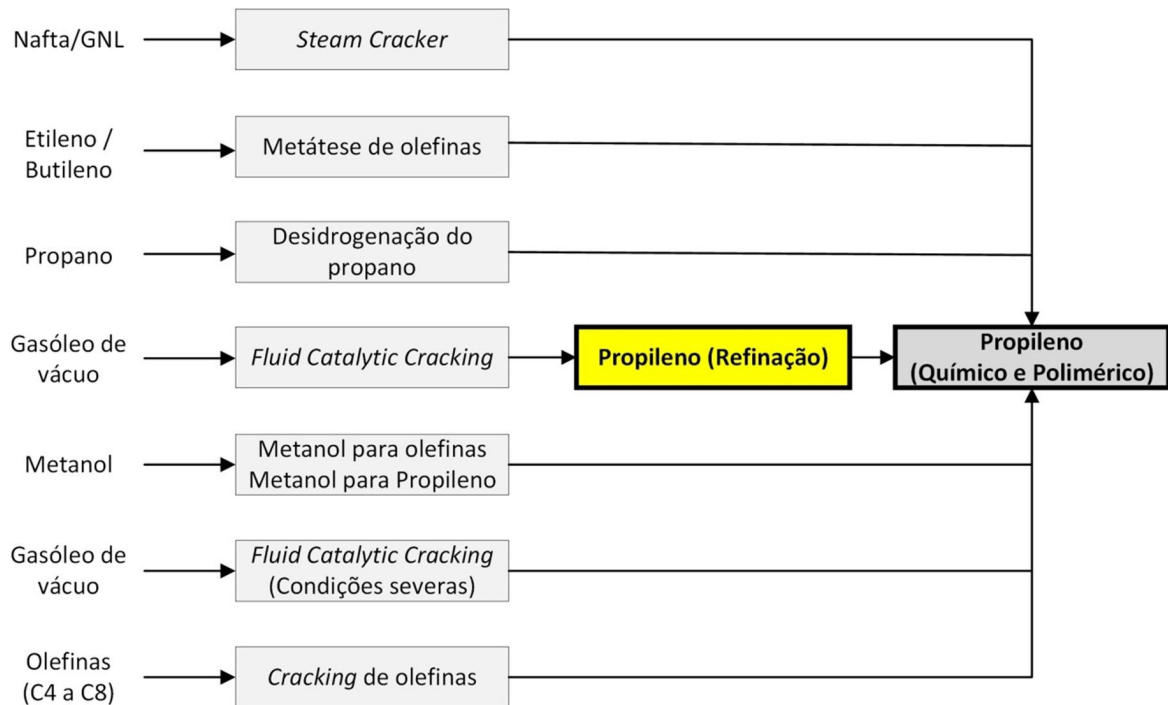 Nafta/GNL
Steam Cracker
Etileno /
Butileno
Metátese de olefinas
Propano
Desidrogenação do
propano
Gasóleo de
vácuo
Fluid Catalytic Cracking
Propileno (Refinação)
Propileno
(Químico e Polimérico)
Metanol
Metanol para olefinas
Metanol para Propileno
Gasóleo de
vácuo
Fluid Catalytic Cracking
(Condições severas)
Olefinas
(C4 a C8)
Cracking de olefinas